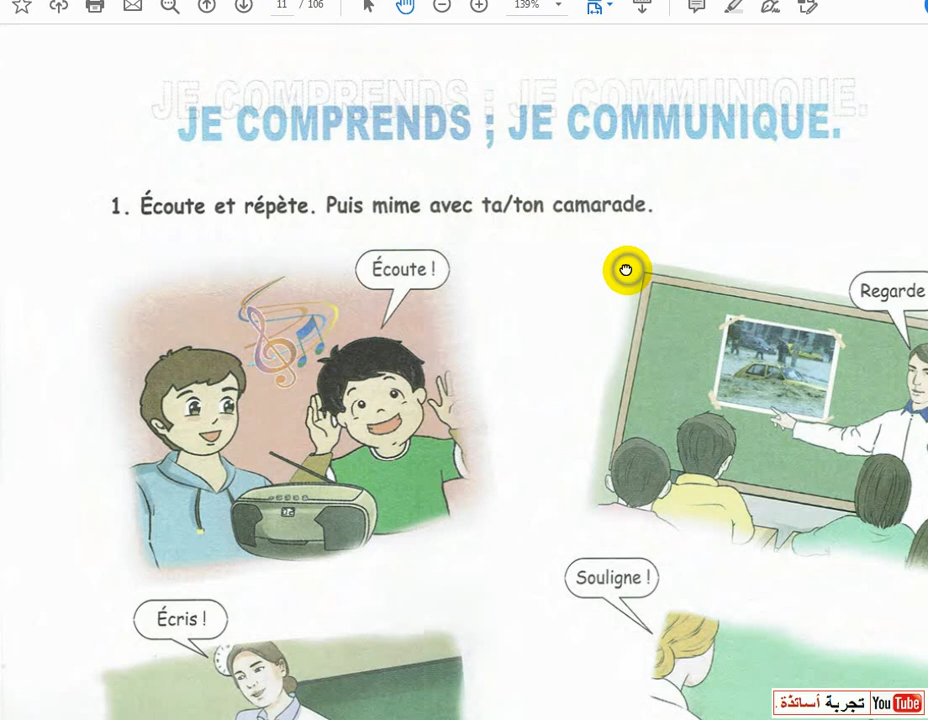 11 / 106
139%
JE COMPRENDS ; JE COMMUNIQUE.
1. Écoute et répète. Puis mime avec ta/ton camarade.
Écoute !
Regarde
Souligne !
Écris !
تجربة أساتذة .
YouTube